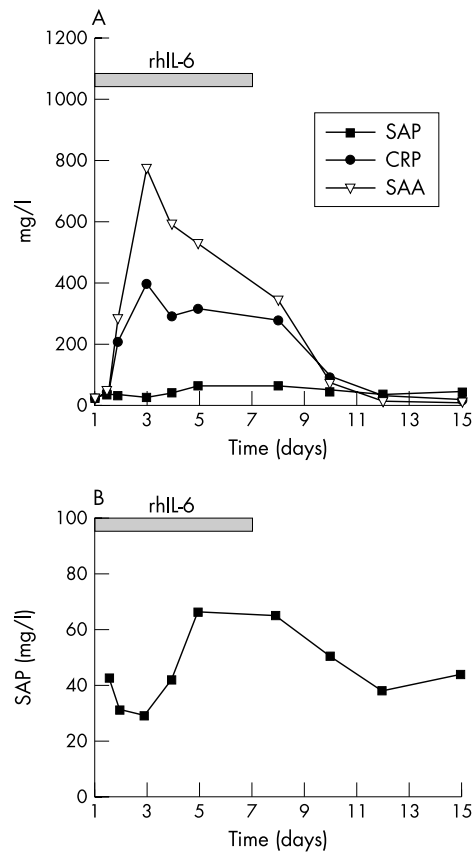 A
rhIL-6
1200
1000
800
600
400
200
0
mg/l
SAP
CRP
SAA
1 3 5 7 9 11 13 15
Time (days)
B
rhIL-6
100
80
60
40
20
0
SAP (mg/l)
1 3 5 7 9 11 13 15
Time (days)